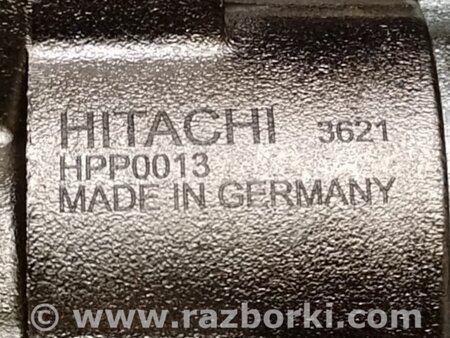 HITACHI 3621
HPP0013
MADE IN GERMANY
© www.razborki.com/